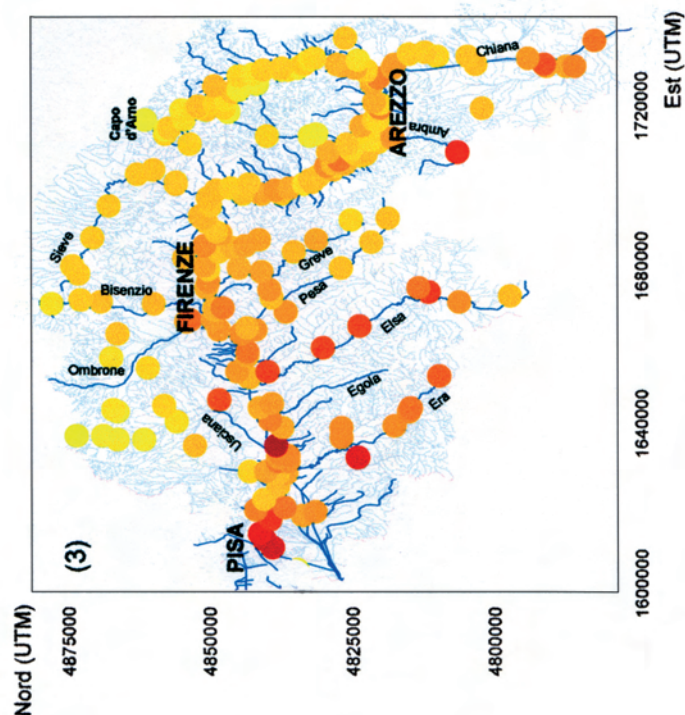 Nord (UTM)
4875000
4850000
4825000
4800000
(3)
PISA
FIRENZE
AREZZO
Capo
d'Arno
Sieve
Bisenzio
Ombrone
Usciana
Greve
Pesa
Elsa
Egola
Era
Ambra
Chiana
1600000
1640000
1680000
1720000
Est (UTM)